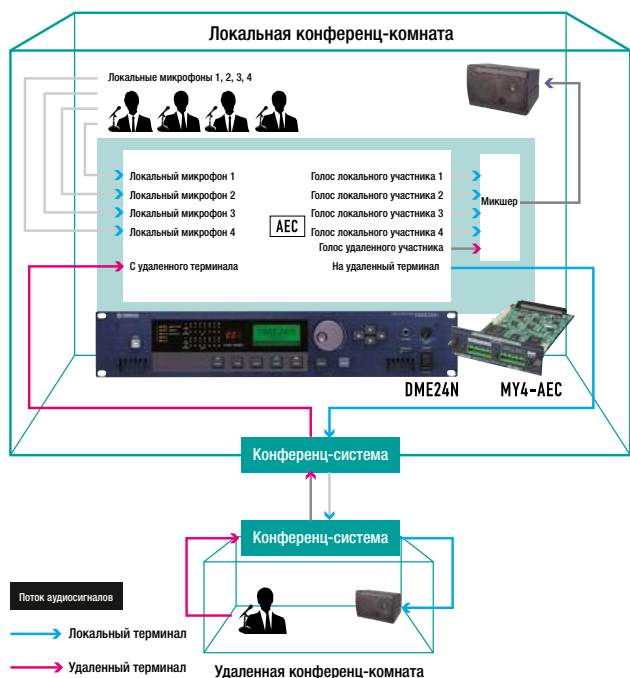 Локальная конференц-комната
Локальные микрофоны 1, 2, 3, 4
Локальный микрофон 1
Локальный микрофон 2
Локальный микрофон 3
Локальный микрофон 4
С удаленного терминала
AEC
Голос локального участника 1
Голос локального участника 2
Голос локального участника 3
Голос локального участника 4
Голос удаленного участника
На удаленный терминал
Микшер
YAMAHA
DME24N
DME24N
MY4-AEC
Конференц-система
Конференц-система
Поток аудиосигналов
Локальный терминал
Удаленный терминал
Удаленная конференц-комната